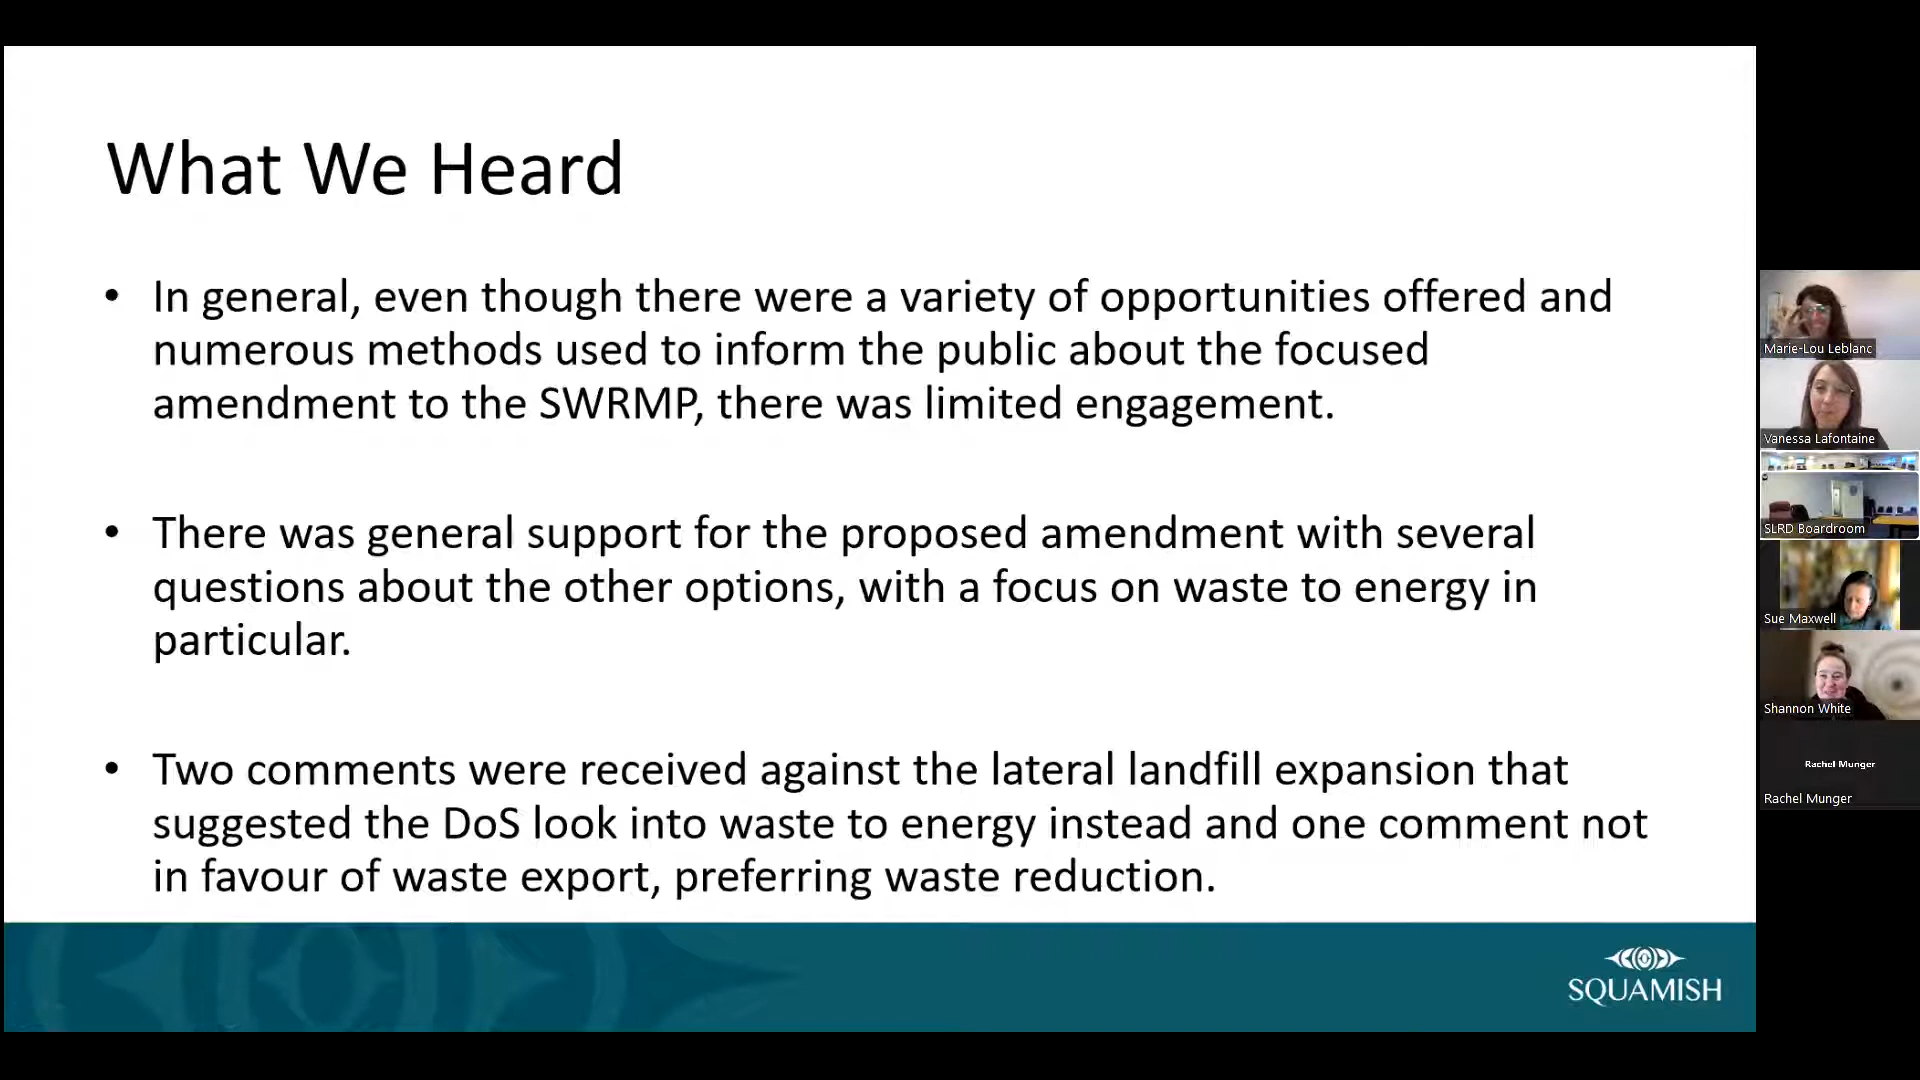 What We Heard
• In general, even though there were a variety of opportunities offered and
numerous methods used to inform the public about the focused
amendment to the SWRMP, there was limited engagement.
• There was general support for the proposed amendment with several
questions about the other options, with a focus on waste to energy in
particular.
• Two comments were received against the lateral landfill expansion that
suggested the DoS look into waste to energy instead and one comment not
in favour of waste export, preferring waste reduction.
SQUAMISH
Marie-Lou Leblanc
Vanessa Lafontaine
SLRD Boardroom
Sue Maxwell
Shannon White
Rachel Munger
Rachel Munger